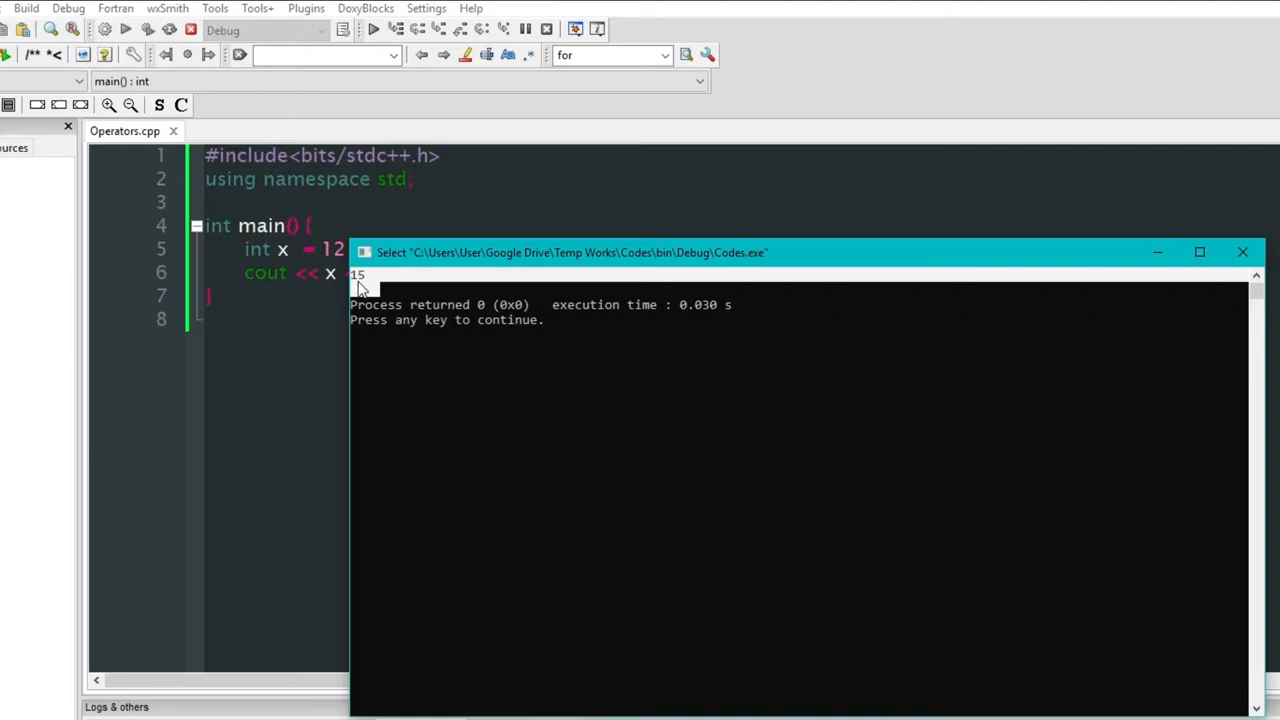 Build Debug Fortran wxSmith Tools Tools+ Plugins DoxyBlocks Settings Help
Debug
/** *< for
main() : int
S C
ources
Operators.cpp
1 #include<bits/stdc++.h>
2 using namespace std;
3
4 int main() {
5 int x = 12
6 cout << x
7 }
8
Select "C:\Users\User\Google Drive\Temp Works\Codes\bin\Debug\Codes.exe"
15
Process returned 0 (0x0) execution time : 0.030 s
Press any key to continue.
Logs & others